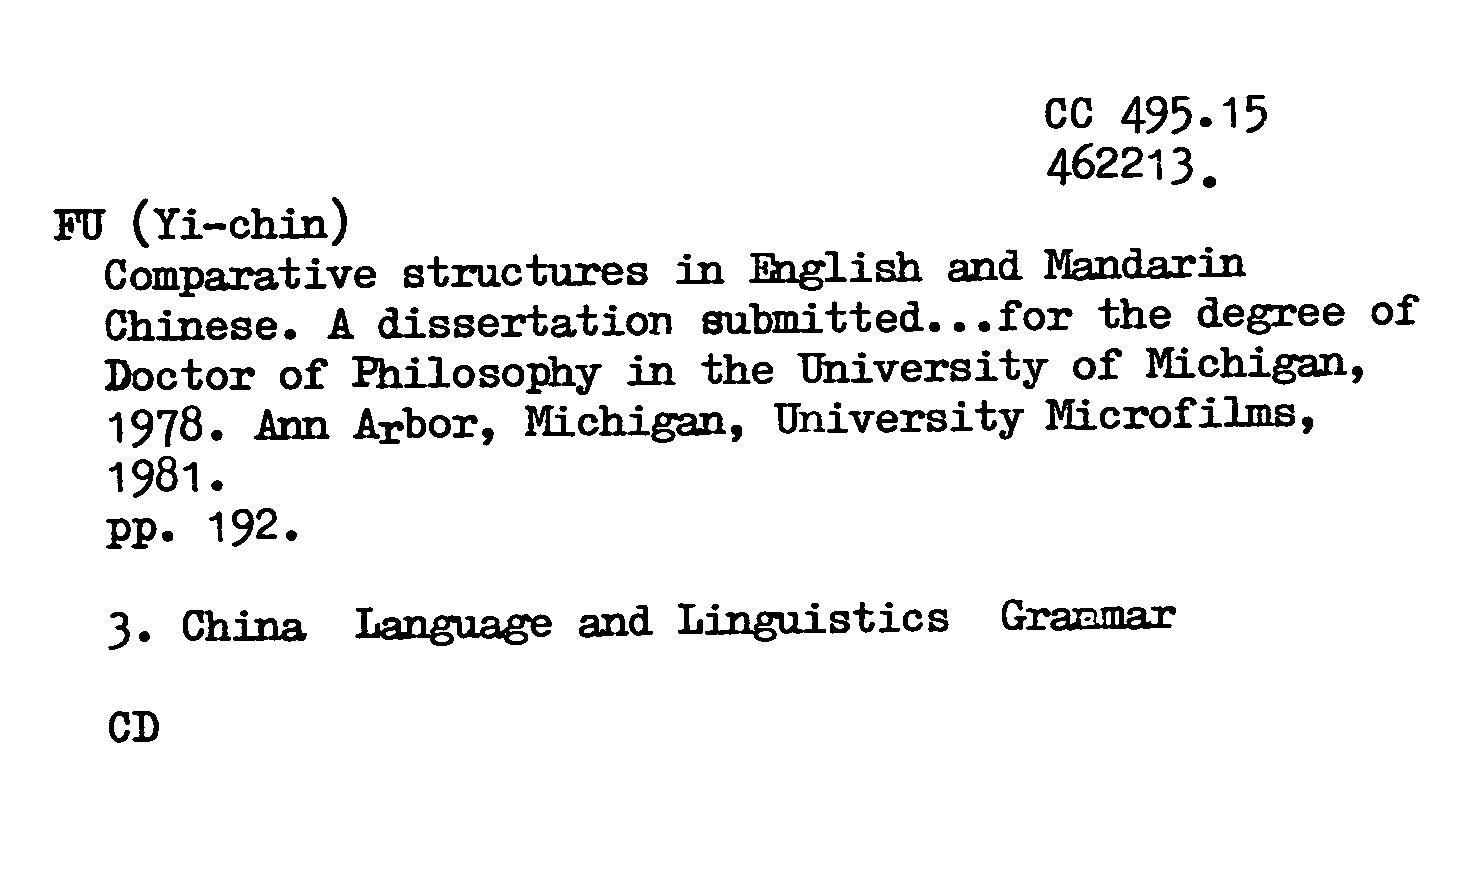 CC 495.15
462213.
FU (Yi-chin)
Comparative structures in English and Mandarin
Chinese. A dissertation submitted...for the degree of
Doctor of Philosophy in the University of Michigan,
1978. Ann Arbor, Michigan, University Microfilms,
1981.
pp. 192.
3. China Language and Linguistics Grammar
CD